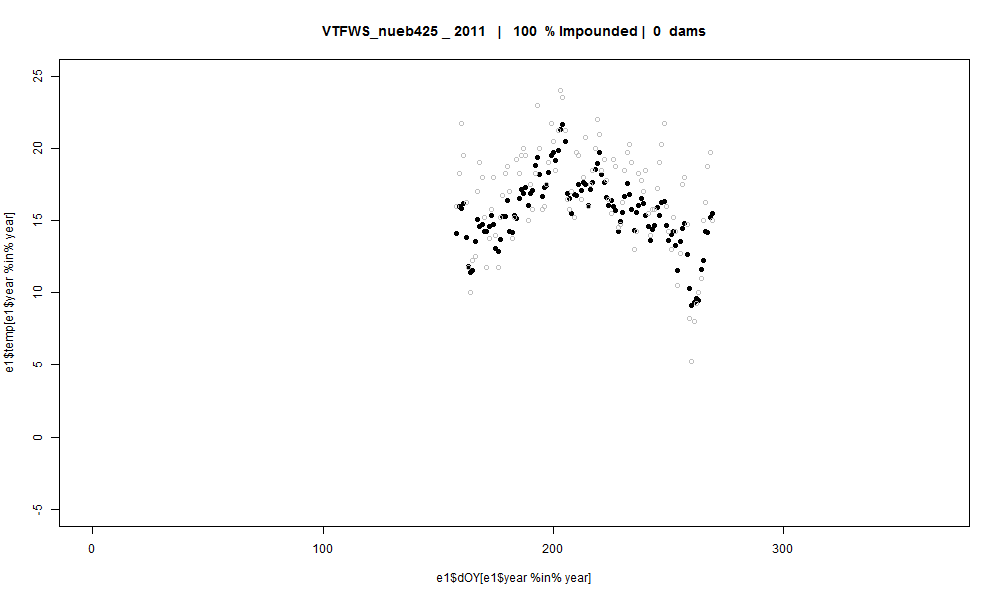 VTFWS_nueb425 _ 2011 | 100 % Impounded | 0 dams
e1$temp[e1$year %in% year]
25
20
15
10
5
0
-5
0 100 200 300
e1$dOY[e1$year %in% year]